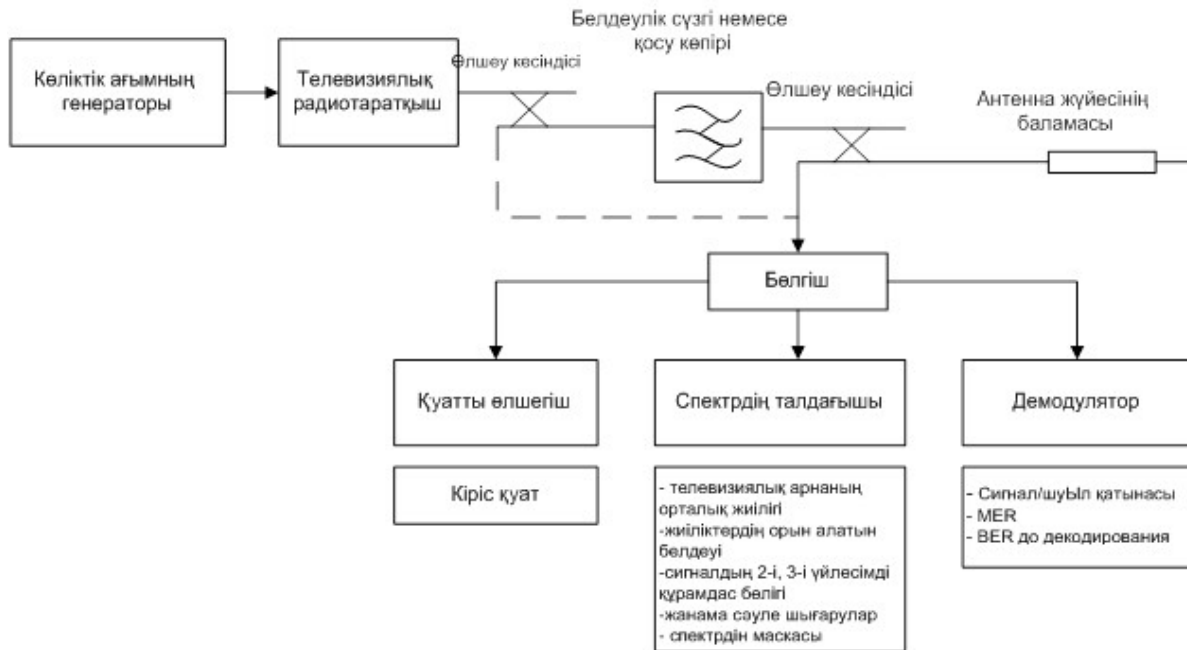 Белдеулік сүзгі немесе
қосу көпірі
Көліктік ағымның
генераторы
Телевизиялық
радиотаратқыш
Өлшеу кесіндісі
Өлшеу кесіндісі
Антенна жүйесінің
баламасы
Бөлгіш
Қуатты өлшегіш
Спектрдің талдағышы
Демодулятор
Кіріс қуат
- телевизиялық арнаның
орталық жиілігі
-жиіліктердің орын алатын
белдеуі
-сигналдың 2-і, 3-і үйлесімді
құрамдас бөлігі
-жанама сәуле шығарулар
- спектрдін маскасы
- Сигнал/шуЫл қатынасы
- MER
- BER до декодирования